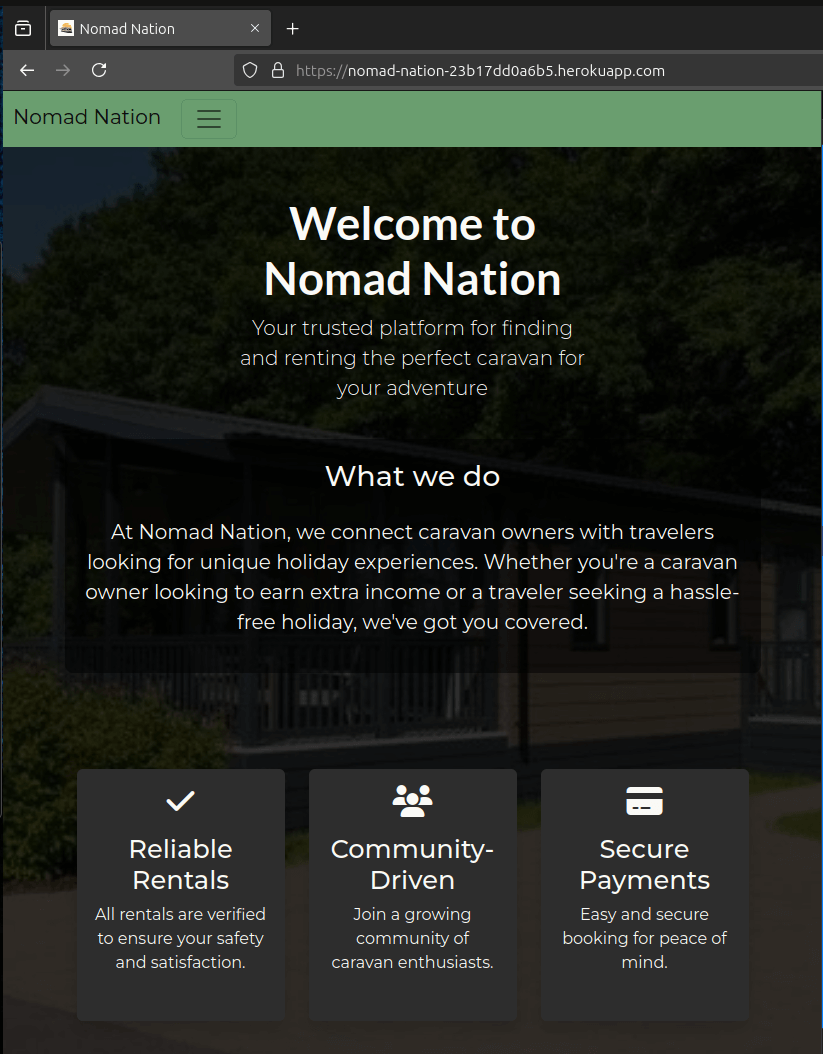 Nomad Nation
https://nomad-nation-23b17dd0a6b5.herokuapp.com
Nomad Nation
Welcome to
Nomad Nation
Your trusted platform for finding
and renting the perfect caravan for
your adventure
What we do
At Nomad Nation, we connect caravan owners with travelers
looking for unique holiday experiences. Whether you're a caravan
owner looking to earn extra income or a traveler seeking a hassle-
free holiday, we've got you covered.
Reliable
Rentals
All rentals are verified
to ensure your safety
and satisfaction.
Community-
Driven
Join a growing
community of
caravan enthusiasts.
Secure
Payments
Easy and secure
booking for peace of
mind.